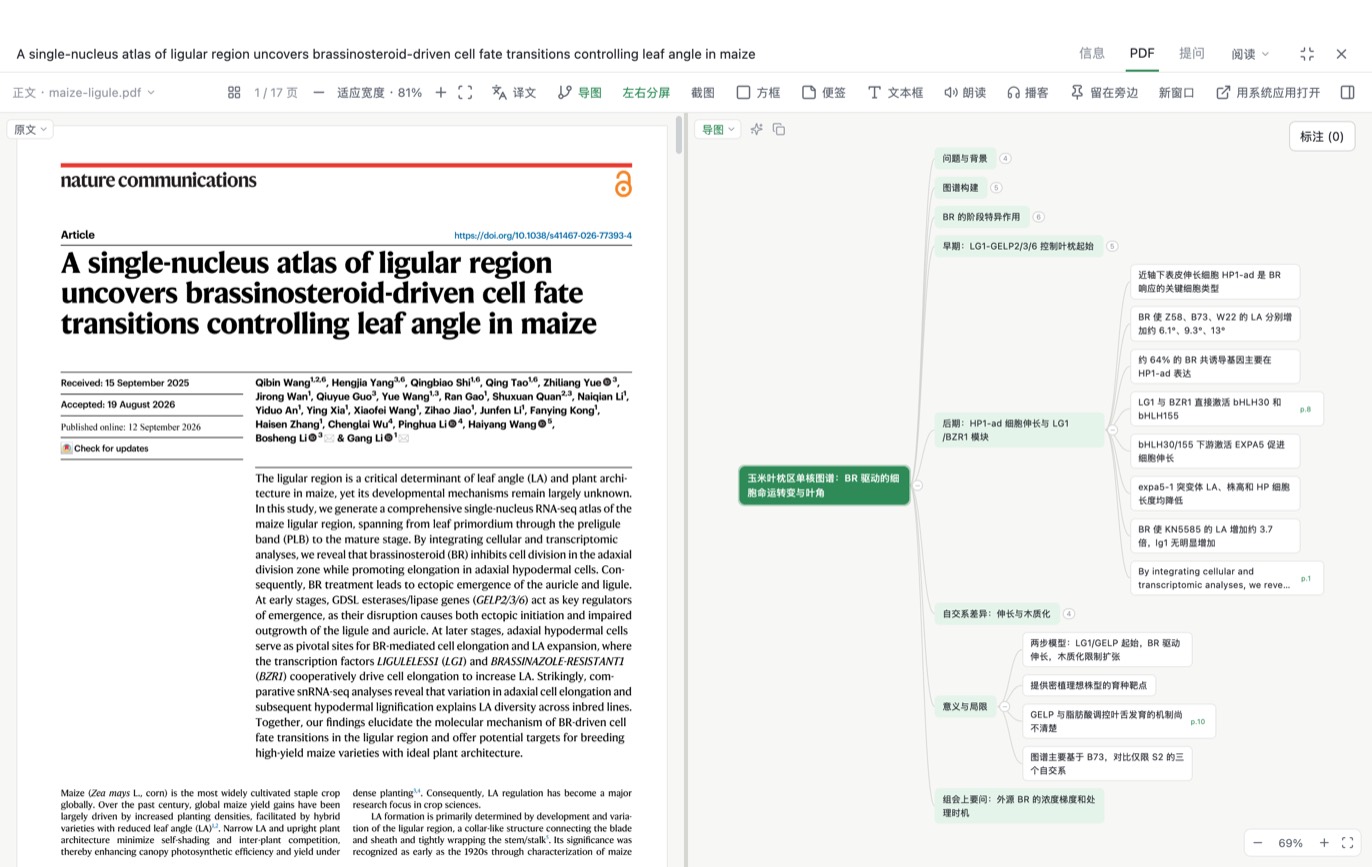 A single-nucleus atlas of ligular region uncovers brassinosteroid-driven cell fate transitions controlling leaf angle in maize
信息 PDF 提问 阅读
正文 · maize-ligule.pdf
1 / 17 页
适应宽度 · 81%
译文
导图
左右分屏
截图
方框
便签
文本框
朗读
播客
留在旁边
新窗口
用系统应用打开
原文
nature communications
Article
https://doi.org/10.1038/s41467-026-77393-4
A single-nucleus atlas of ligular region
uncovers brassinosteroid-driven cell fate
transitions controlling leaf angle in maize
Received: 15 September 2025
Accepted: 19 August 2026
Published online: 12 September 2026
Check for updates
Qibin Wang1,2,6, Hengjia Yang3,6, Qingbiao Shi1,6, Qing Tao1,6, Zhiliang Yue3,
Jirong Wan1, Qiuyue Guo3, Yue Wang1,3, Ran Gao1, Shuxuan Quan2,3, Naiqian Li1,
Yiduo An1, Ying Xia1, Xiaofei Wang1, Zihao Jiao1, Junfen Li1, Fanying Kong1,
Haisen Zhang1, Chenglai Wu4, Pinghua Li4, Haiyang Wang5,
Bosheng Li3 & Gang Li1
The ligular region is a critical determinant of leaf angle (LA) and plant archi-
tecture in maize, yet its developmental mechanisms remain largely unknown.
In this study, we generate a comprehensive single-nucleus RNA-seq atlas of the
maize ligular region, spanning from leaf primordium through the preligule
band (PLB) to the mature stage. By integrating cellular and transcriptomic
analyses, we reveal that brassinosteroid (BR) inhibits cell division in the adaxial
division zone while promoting elongation in adaxial hypodermal cells. Con-
sequently, BR treatment leads to ectopic emergence of the auricle and ligule.
At early stages, GDSL esterases/lipase genes (GELP2/3/6) act as key regulators
of emergence, as their disruption causes both ectopic initiation and impaired
outgrowth of the ligule and auricle. At later stages, adaxial hypodermal cells
serve as pivotal sites for BR-mediated cell elongation and LA expansion, where
the transcription factors LIGULELESS1 (LG1) and BRASSINAZOLE-RESISTANT1
(BZR1) cooperatively drive cell elongation to increase LA. Strikingly, com-
parative snRNA-seq analyses reveal that variation in adaxial cell elongation and
subsequent hypodermal lignification explains LA diversity across inbred lines.
Together, our findings elucidate the molecular mechanism of BR-driven cell
fate transitions in the ligular region and offer potential targets for breeding
high-yield maize varieties with ideal plant architecture.
Maize (Zea mays L., corn) is the most widely cultivated staple crop
globally. Over the past century, global maize yield gains have been
largely driven by increased planting densities, facilitated by hybrid
varieties with reduced leaf angle (LA)1,2. Narrow LA and upright plant
architecture minimize self-shading and inter-plant competition,
thereby enhancing canopy photosynthetic efficiency and yield under
dense planting3,4. Consequently, LA regulation has become a major
research focus in crop sciences.
LA formation is primarily determined by development and varia-
tion of the ligular region, a collar-like structure connecting the blade
and sheath and tightly wrapping the stem/stalk5. Its significance was
recognized as early as the 1920s through characterization of maize
导图
标注 (0)
玉米叶枕区单核图谱：BR 驱动的细
胞命运转变与叶角
问题与背景 4
图谱构建 5
BR 的阶段特异作用 6
早期：LG1-GELP2/3/6 控制叶枕起始 5
后期：HP1-ad 细胞伸长与 LG1
/BZR1 模块
近轴下表皮伸长细胞 HP1-ad 是 BR
响应的关键细胞类型
BR 使 Z58、B73、W22 的 LA 分别增
加约 6.1°、9.3°、13°
约 64% 的 BR 共诱导基因主要在
HP1-ad 表达
LG1 与 BZR1 直接激活 bHLH30 和
bHLH155
p.8
bHLH30/155 下游激活 EXPA5 促进
细胞伸长
expa5-1 突变体 LA、株高和 HP 细胞
长度均降低
BR 使 KN5585 的 LA 增加约 3.7
倍，lg1 无明显增加
By integrating cellular and
transcriptomic analyses, we reve...
p.1
自交系差异：伸长与木质化 4
意义与局限
两步模型：LG1/GELP 起始，BR 驱动
伸长，木质化限制扩张
提供密植理想株型的育种靶点
GELP 与脂肪酸调控叶舌发育的机制尚
不清楚
p.10
图谱主要基于 B73，对比仅限 S2 的三
个自交系
组会上要问：外源 BR 的浓度梯度和处
理时机
69%